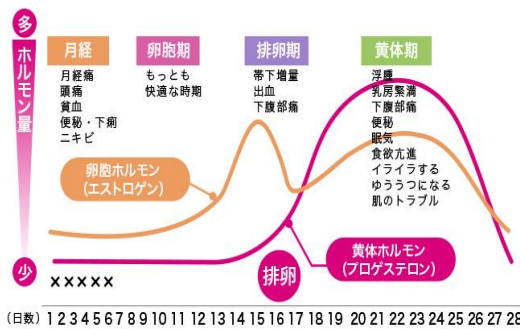 多
ホルモン量
少
月経
月経痛
頭痛
貧血
便秘・下痢
ニキビ
卵胞期
もっとも
快適な時期
排卵期
帯下増量
出血
下腹部痛
黄体期
浮腫
乳房緊満
下腹部痛
便秘
眠気
食欲亢進
イライラする
ゆううつになる
肌のトラブル
卵胞ホルモン
(エストロゲン)
黄体ホルモン
(プロゲステロン)
排卵
×××××
(日数) 1 2 3 4 5 6 7 8 9 10 11 12 13 14 15 16 17 18 19 20 21 22 23 24 25 26 27 28